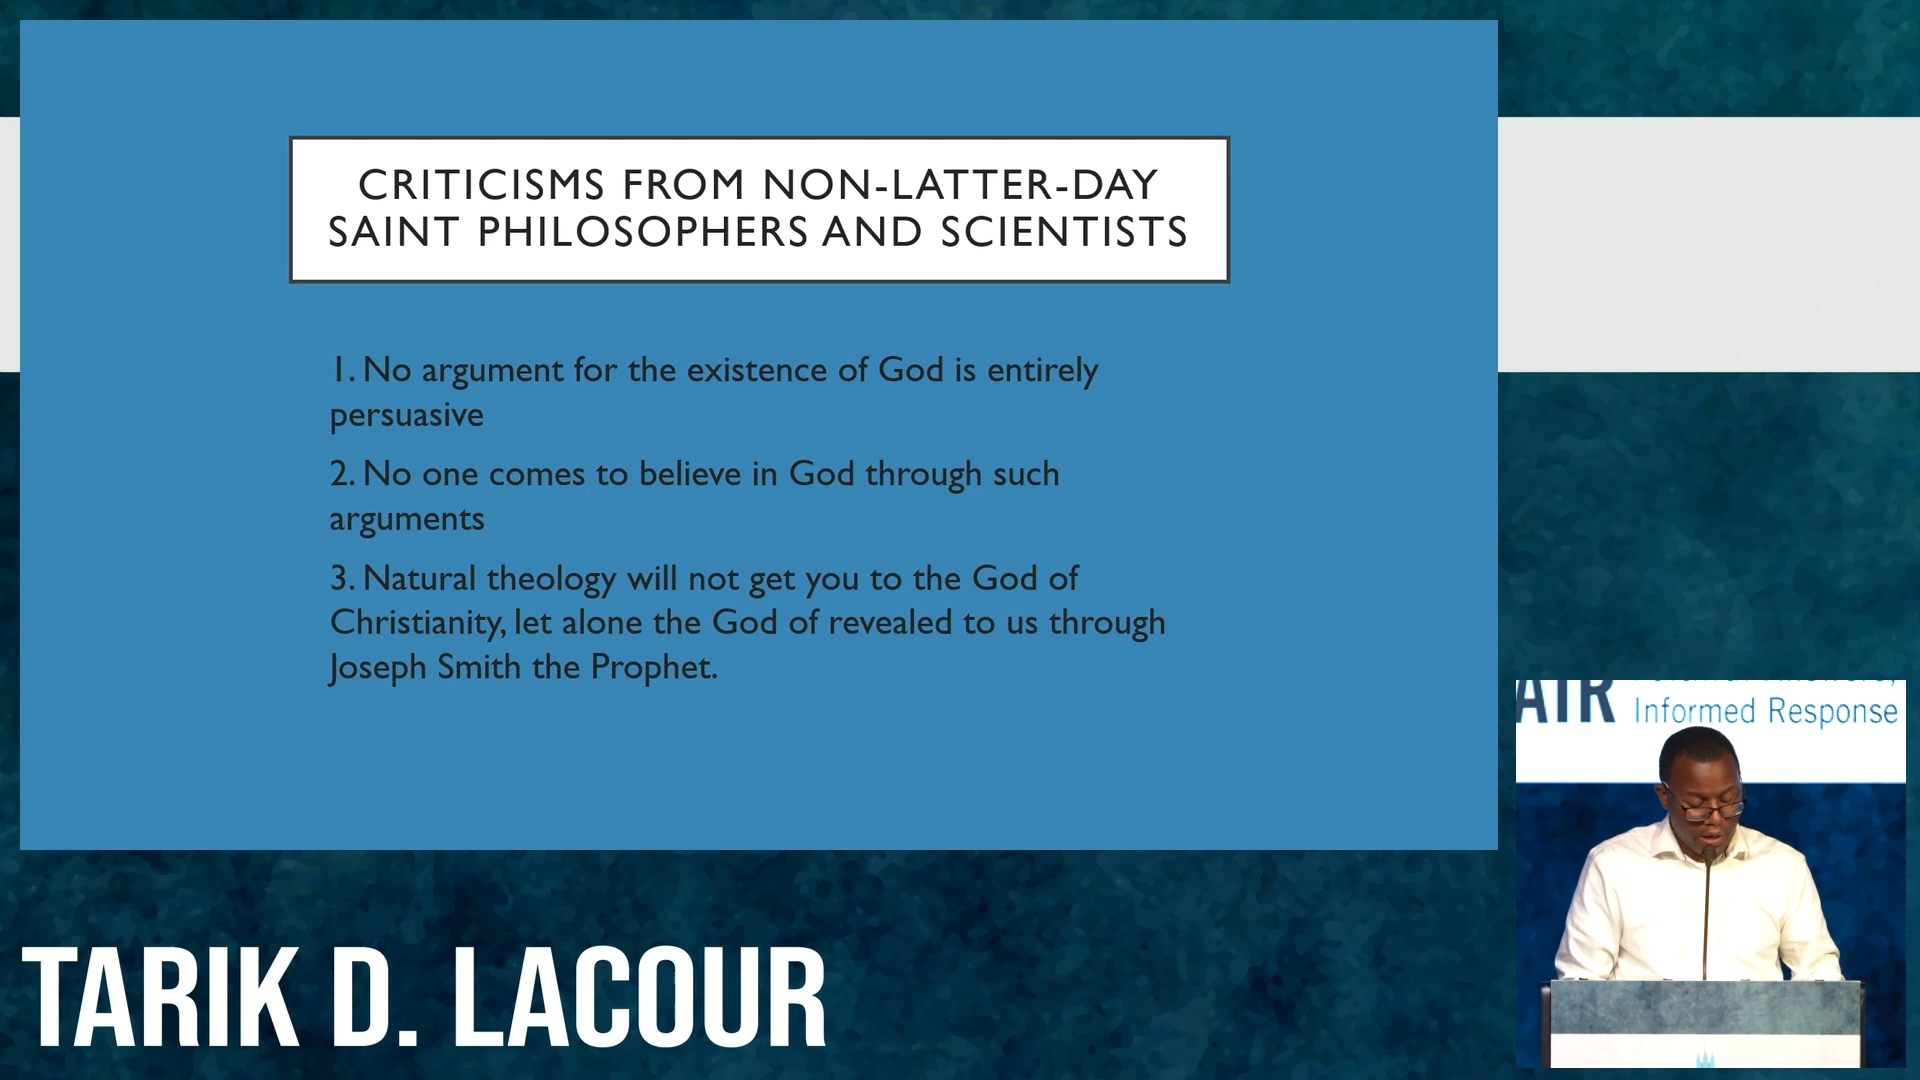 CRITICISMS FROM NON-LATTER-DAY
SAINT PHILOSOPHERS AND SCIENTISTS
1. No argument for the existence of God is entirely
persuasive
2. No one comes to believe in God through such
arguments
3. Natural theology will not get you to the God of
Christianity, let alone the God of revealed to us through
Joseph Smith the Prophet.
AIR
Informed Response
TARIK D. LACOUR